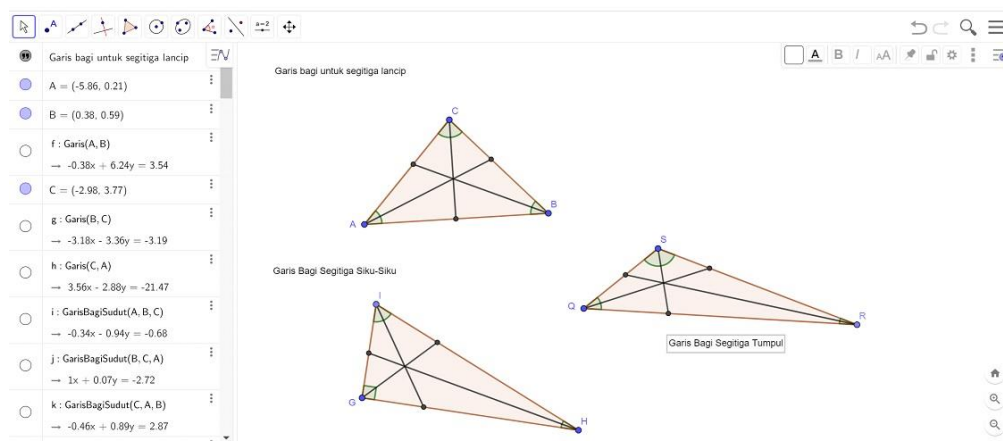 A
a=2
Garis bagi untuk segitiga lancip
A = (-5.86, 0.21)
B = (0.38, 0.59)
f : Garis(A, B)
→ -0.38x + 6.24y = 3.54
C = (-2.98, 3.77)
g : Garis(B, C)
→ -3.18x - 3.36y = -3.19
h : Garis(C, A)
→ 3.56x - 2.88y = -21.47
i : GarisBagiSudut(A, B, C)
→ -0.34x - 0.94y = -0.68
j : GarisBagiSudut(B, C, A)
→ 1x + 0.07y = -2.72
k : GarisBagiSudut(C, A, B)
→ -0.46x + 0.89y = 2.87
A B I AA
Garis bagi untuk segitiga lancip
C
A
B
Garis Bagi Segitiga Siku-Siku
I
G
H
S
Q
R
Garis Bagi Segitiga Tumpul